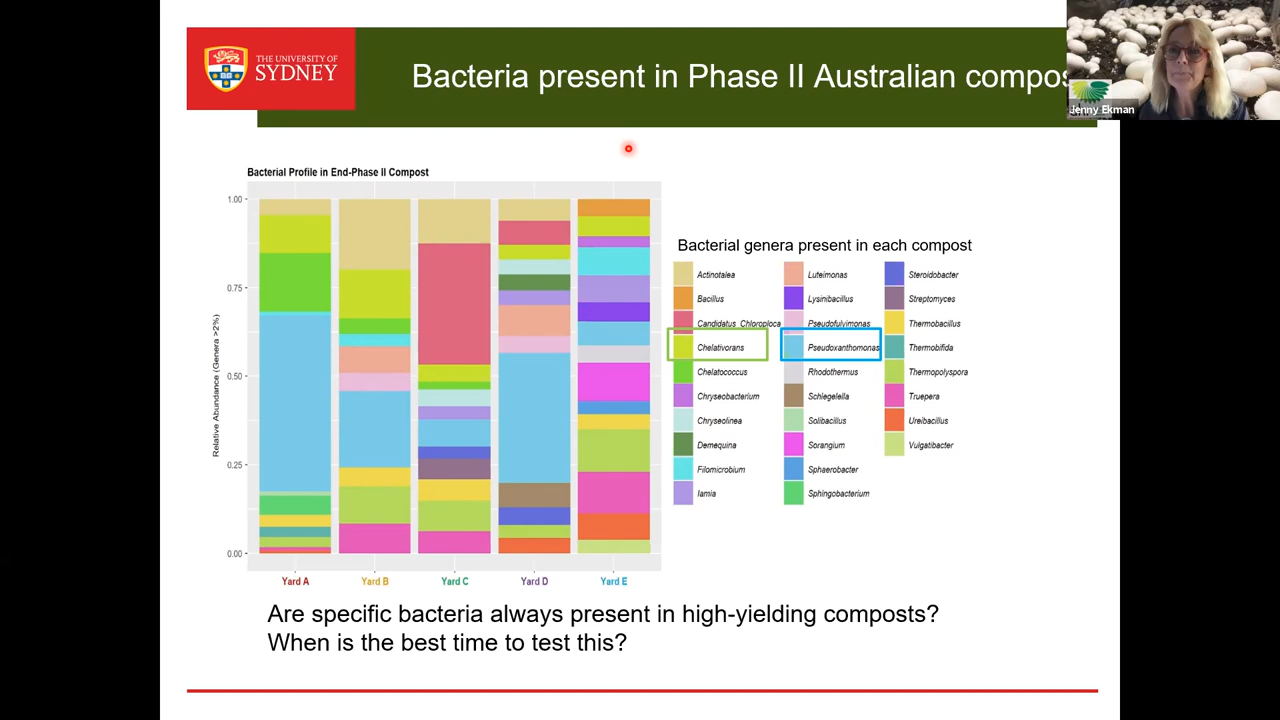 THE UNIVERSITY OF
SYDNEY
Bacteria present in Phase II Australian compos
Jenny Ekman
Bacterial Profile in End-Phase II Compost
Relative Abundance (Genera >2%)
1.00
0.75
0.50
0.25
0.00
Yard A
Yard B
Yard C
Yard D
Yard E
Bacterial genera present in each compost
Actinotalea
Bacillus
Candidatus_Chloroploca
Chelativorans
Chelatococcus
Chryseobacterium
Chryseolinea
Demequina
Filomicrobium
Iamia
Luteimonas
Lysinibacillus
Pseudofulvimonas
Pseudoxanthomonas
Rhodothermus
Schlegelella
Solibacillus
Sorangium
Sphaerobacter
Sphingobacterium
Steroidobacter
Streptomyces
Thermobacillus
Thermobifida
Thermopolyspora
Truepera
Ureibacillus
Vulgatibacter
Are specific bacteria always present in high-yielding composts?
When is the best time to test this?